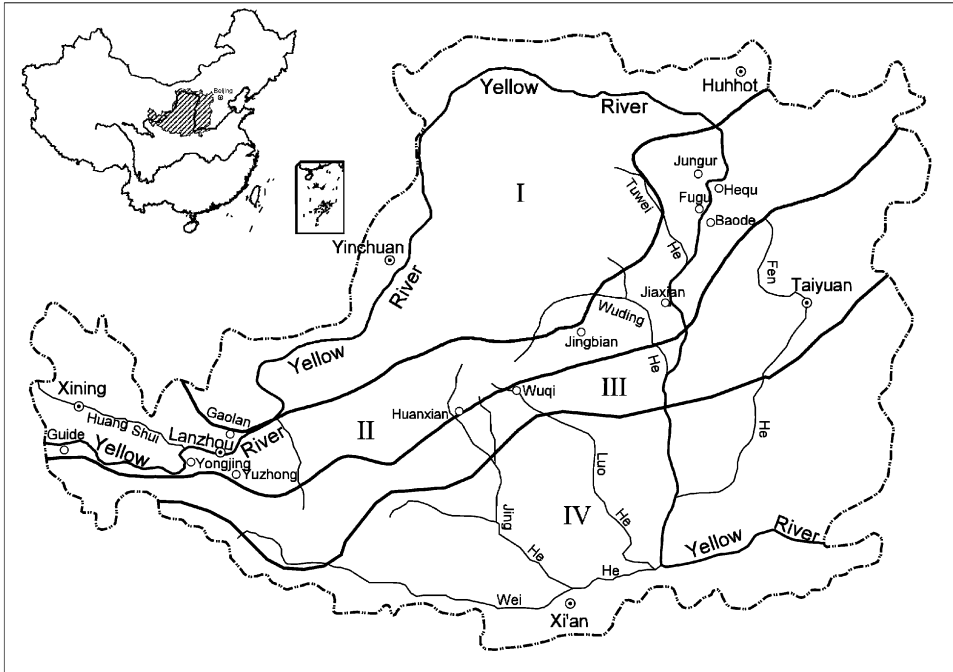 Beijing
Huhhot
Yellow
River
Jungur
Tuwei
Hequ
Fugu
Baode
I
Yinchuan
He
Fen
River
Taiyuan
Jiaxian
Wuding
Jingbian
Yellow
He
Xining
Wuqi
III
Gaolan
Huanxian
Huang Shui
II
He
Guide
Lanzhou
River
Yellow
Yongjing
Yuzhong
Luo
Jing
IV
He
River
Yellow
He
He
Wei
Xi'an